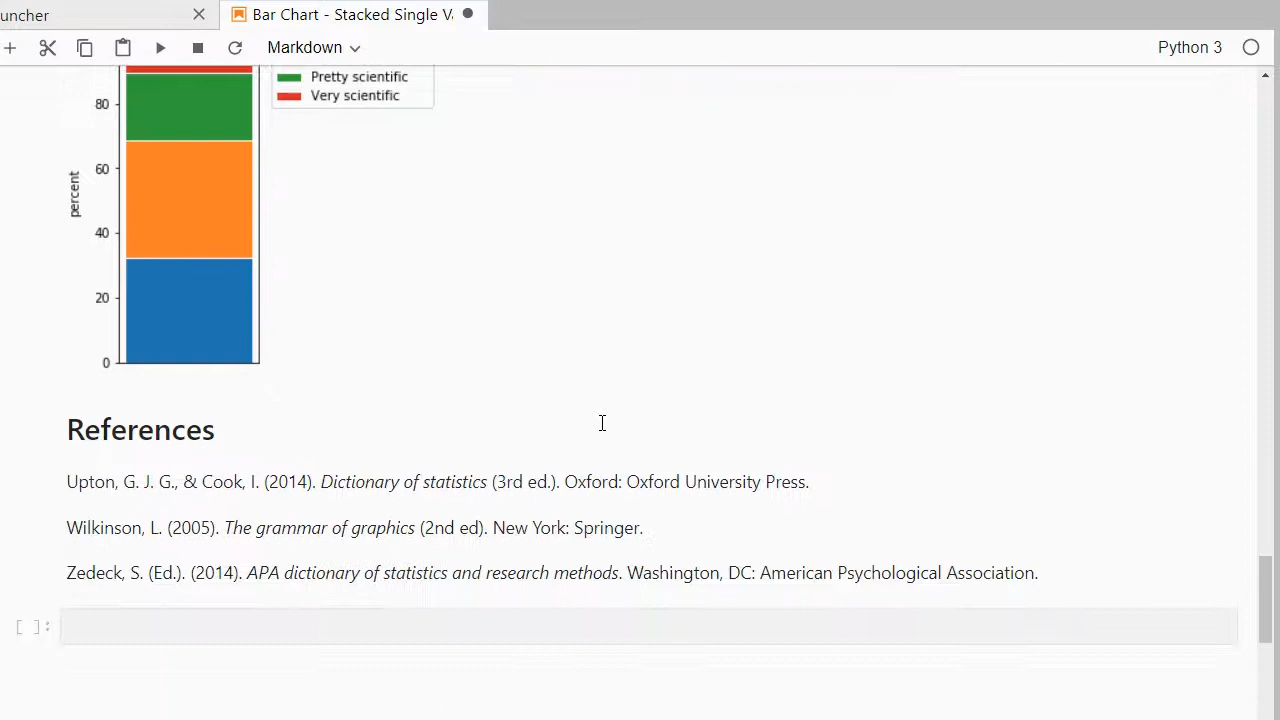 uncher
Bar Chart - Stacked Single Va
Markdown
Python 3
Pretty scientific
Very scientific
80
60
40
20
0
percent
References
Upton, G. J. G., & Cook, I. (2014). Dictionary of statistics (3rd ed.). Oxford: Oxford University Press.
Wilkinson, L. (2005). The grammar of graphics (2nd ed). New York: Springer.
Zedeck, S. (Ed.). (2014). APA dictionary of statistics and research methods. Washington, DC: American Psychological Association.
[ ]: